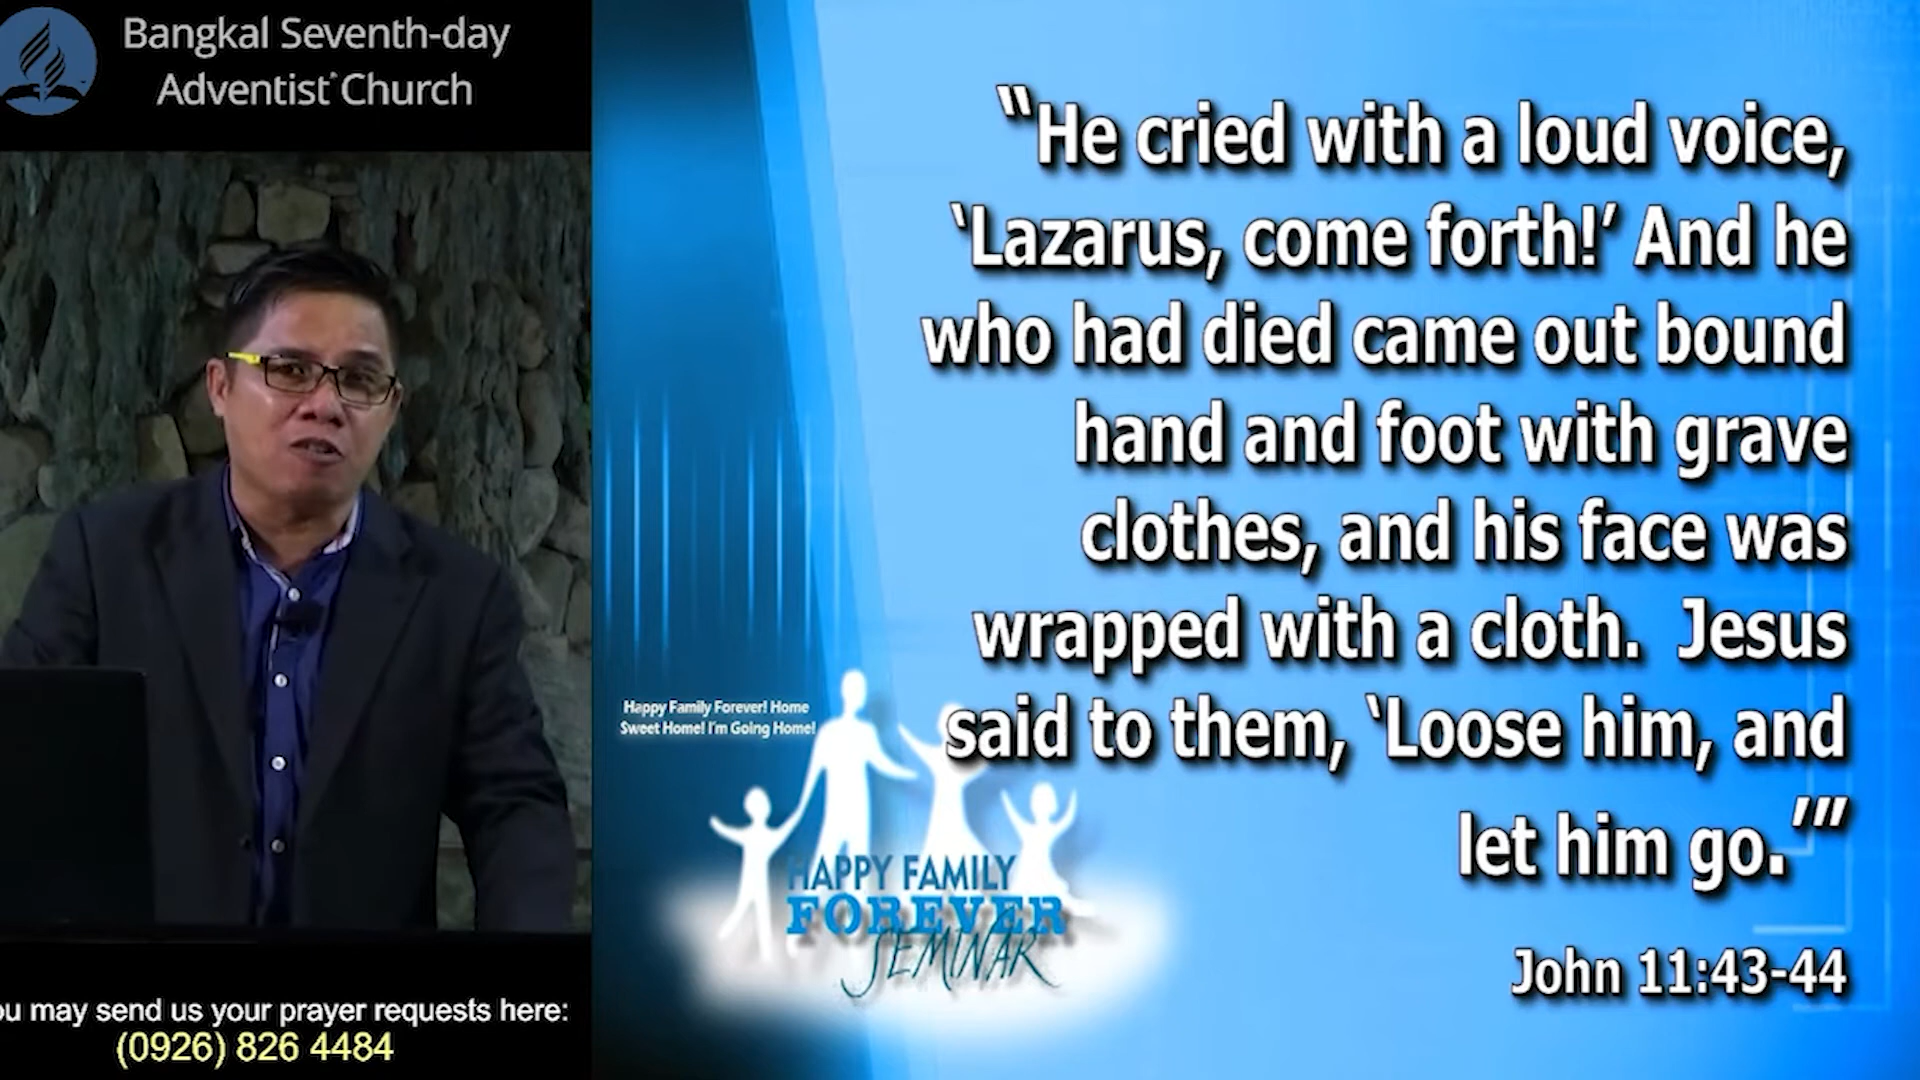 Bangkal Seventh-day
Adventist Church
“He cried with a loud voice,
‘Lazarus, come forth!’ And he
who had died came out bound
hand and foot with grave
clothes, and his face was
wrapped with a cloth.  Jesus
said to them, ‘Loose him, and
let him go.’”
John 11:43-44
Happy Family Forever! Home
Sweet Home! I'm Going Home!
HAPPY FAMILY
FOREVER
SEMINAR
ou may send us your prayer requests here:
(0926) 826 4484